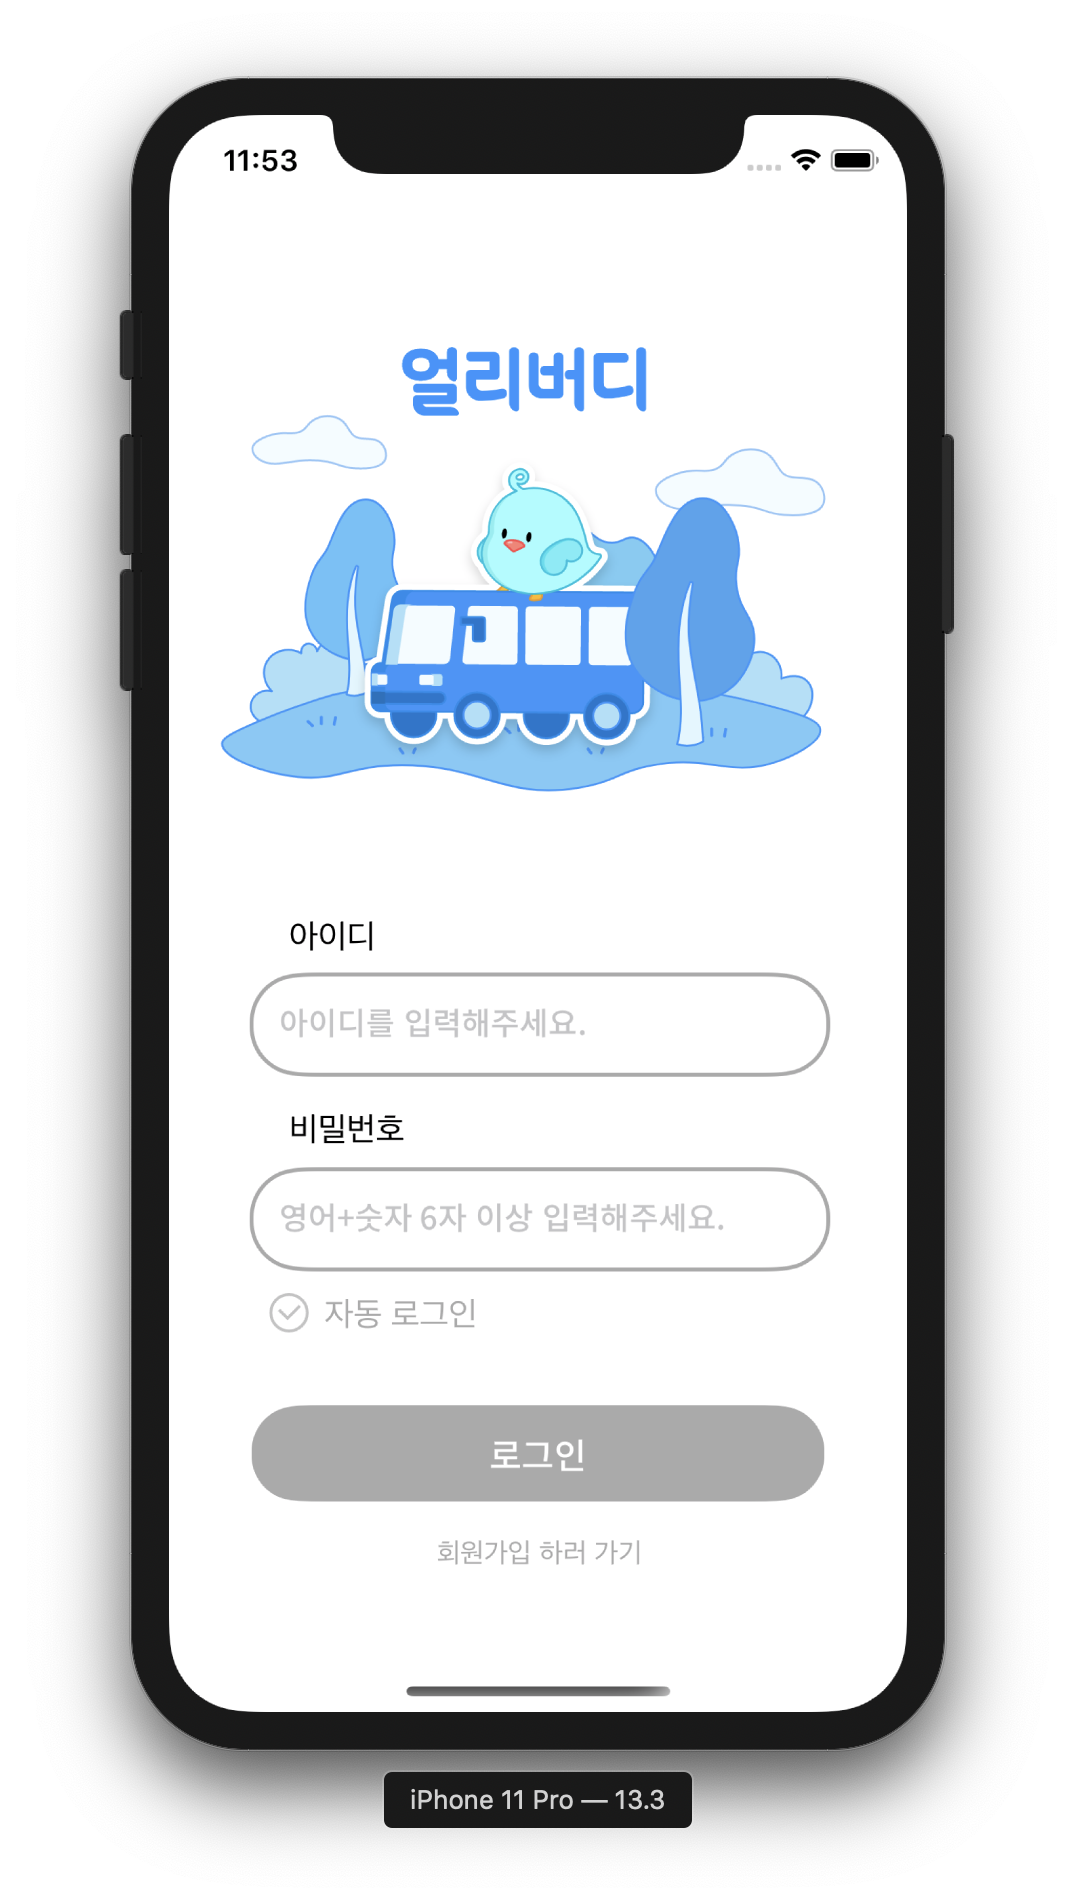 11:53
얼리버디
아이디
아이디를 입력해주세요.
비밀번호
영어+숫자 6자 이상 입력해주세요.
자동 로그인
로그인
회원가입 하러 가기
iPhone 11 Pro — 13.3